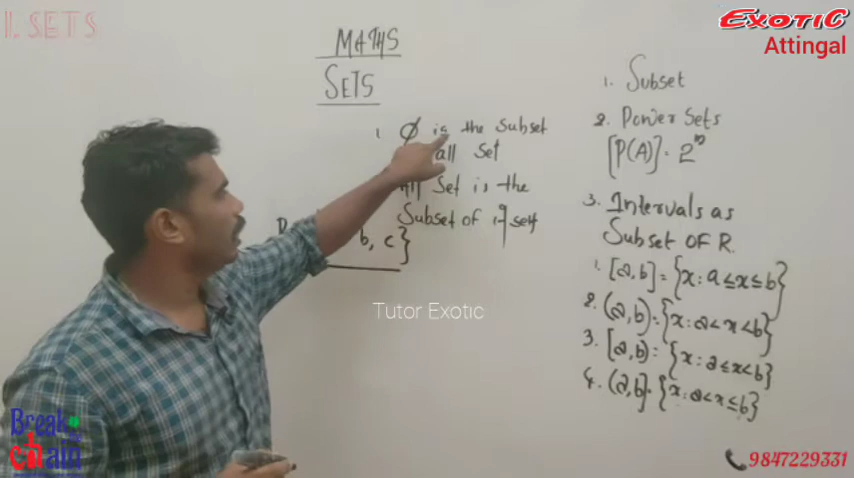 1. SETS
EXOTIC
Attingal
MATHS
SETS
1. Ø is the Subset
all Set
All Set is the
Subset of itself
b, c}
1. Subset
2. Power Sets
[P(A)] = 2ⁿ
3. Intervals as
Subset OF R.
1. [a,b] = {x: a≤x≤b}
2. (a,b) = {x: a<x<b}
3. [a,b) = {x: a≤x<b}
4. (a,b] = {x: a<x≤b}
Tutor Exotic
Break
chain
9847229331